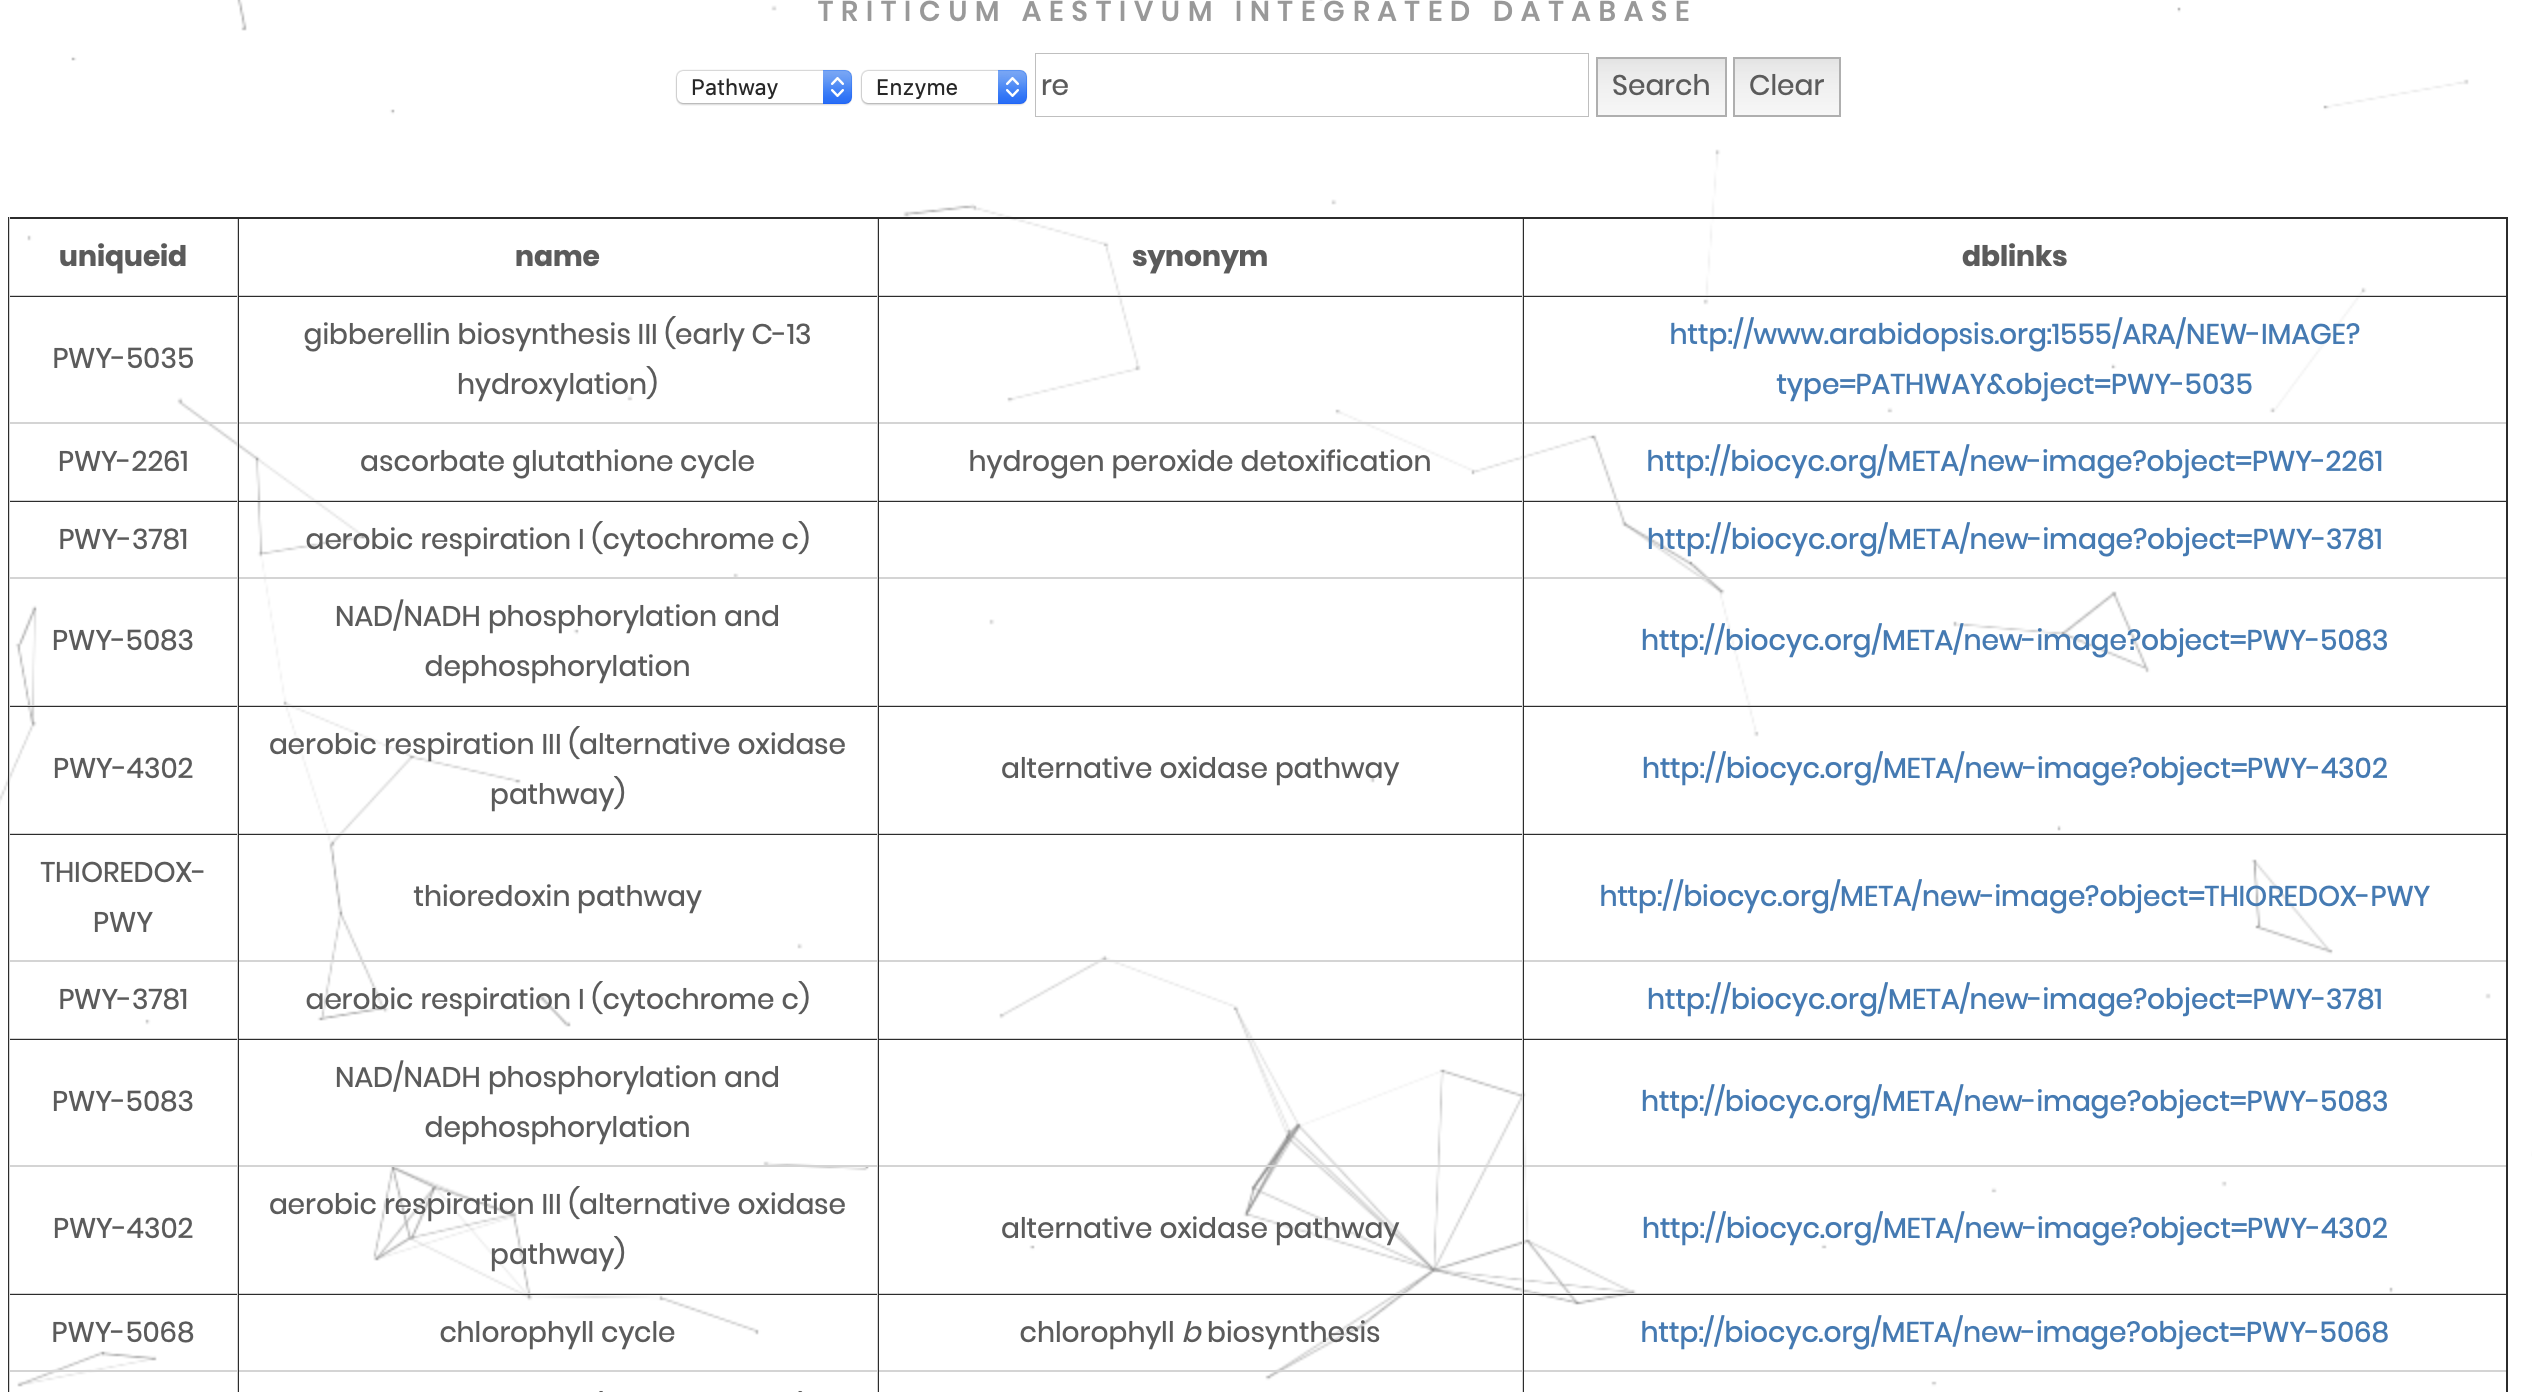 TRITICUM AESTIVUM INTEGRATED DATABASE
Pathway Enzyme re Search Clear
uniqueid name synonym dblinks
PWY-5035 gibberellin biosynthesis III (early C-13 hydroxylation) http://www.arabidopsis.org:1555/ARA/NEW-IMAGE?type=PATHWAY&object=PWY-5035
PWY-2261 ascorbate glutathione cycle hydrogen peroxide detoxification http://biocyc.org/META/new-image?object=PWY-2261
PWY-3781 aerobic respiration I (cytochrome c) http://biocyc.org/META/new-image?object=PWY-3781
PWY-5083 NAD/NADH phosphorylation and dephosphorylation http://biocyc.org/META/new-image?object=PWY-5083
PWY-4302 aerobic respiration III (alternative oxidase pathway) alternative oxidase pathway http://biocyc.org/META/new-image?object=PWY-4302
THIOREDOX-PWY thioredoxin pathway http://biocyc.org/META/new-image?object=THIOREDOX-PWY
PWY-3781 aerobic respiration I (cytochrome c) http://biocyc.org/META/new-image?object=PWY-3781
PWY-5083 NAD/NADH phosphorylation and dephosphorylation http://biocyc.org/META/new-image?object=PWY-5083
PWY-4302 aerobic respiration III (alternative oxidase pathway) alternative oxidase pathway http://biocyc.org/META/new-image?object=PWY-4302
PWY-5068 chlorophyll cycle chlorophyll b biosynthesis http://biocyc.org/META/new-image?object=PWY-5068